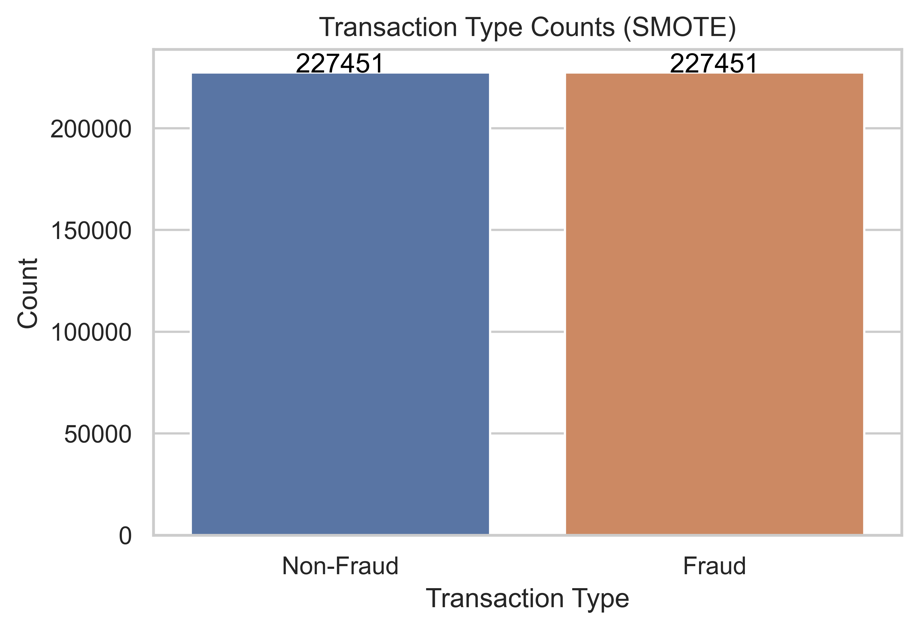 Transaction Type Counts (SMOTE)
227451 227451
200000
150000
100000
50000
0
Count
Non-Fraud Fraud
Transaction Type